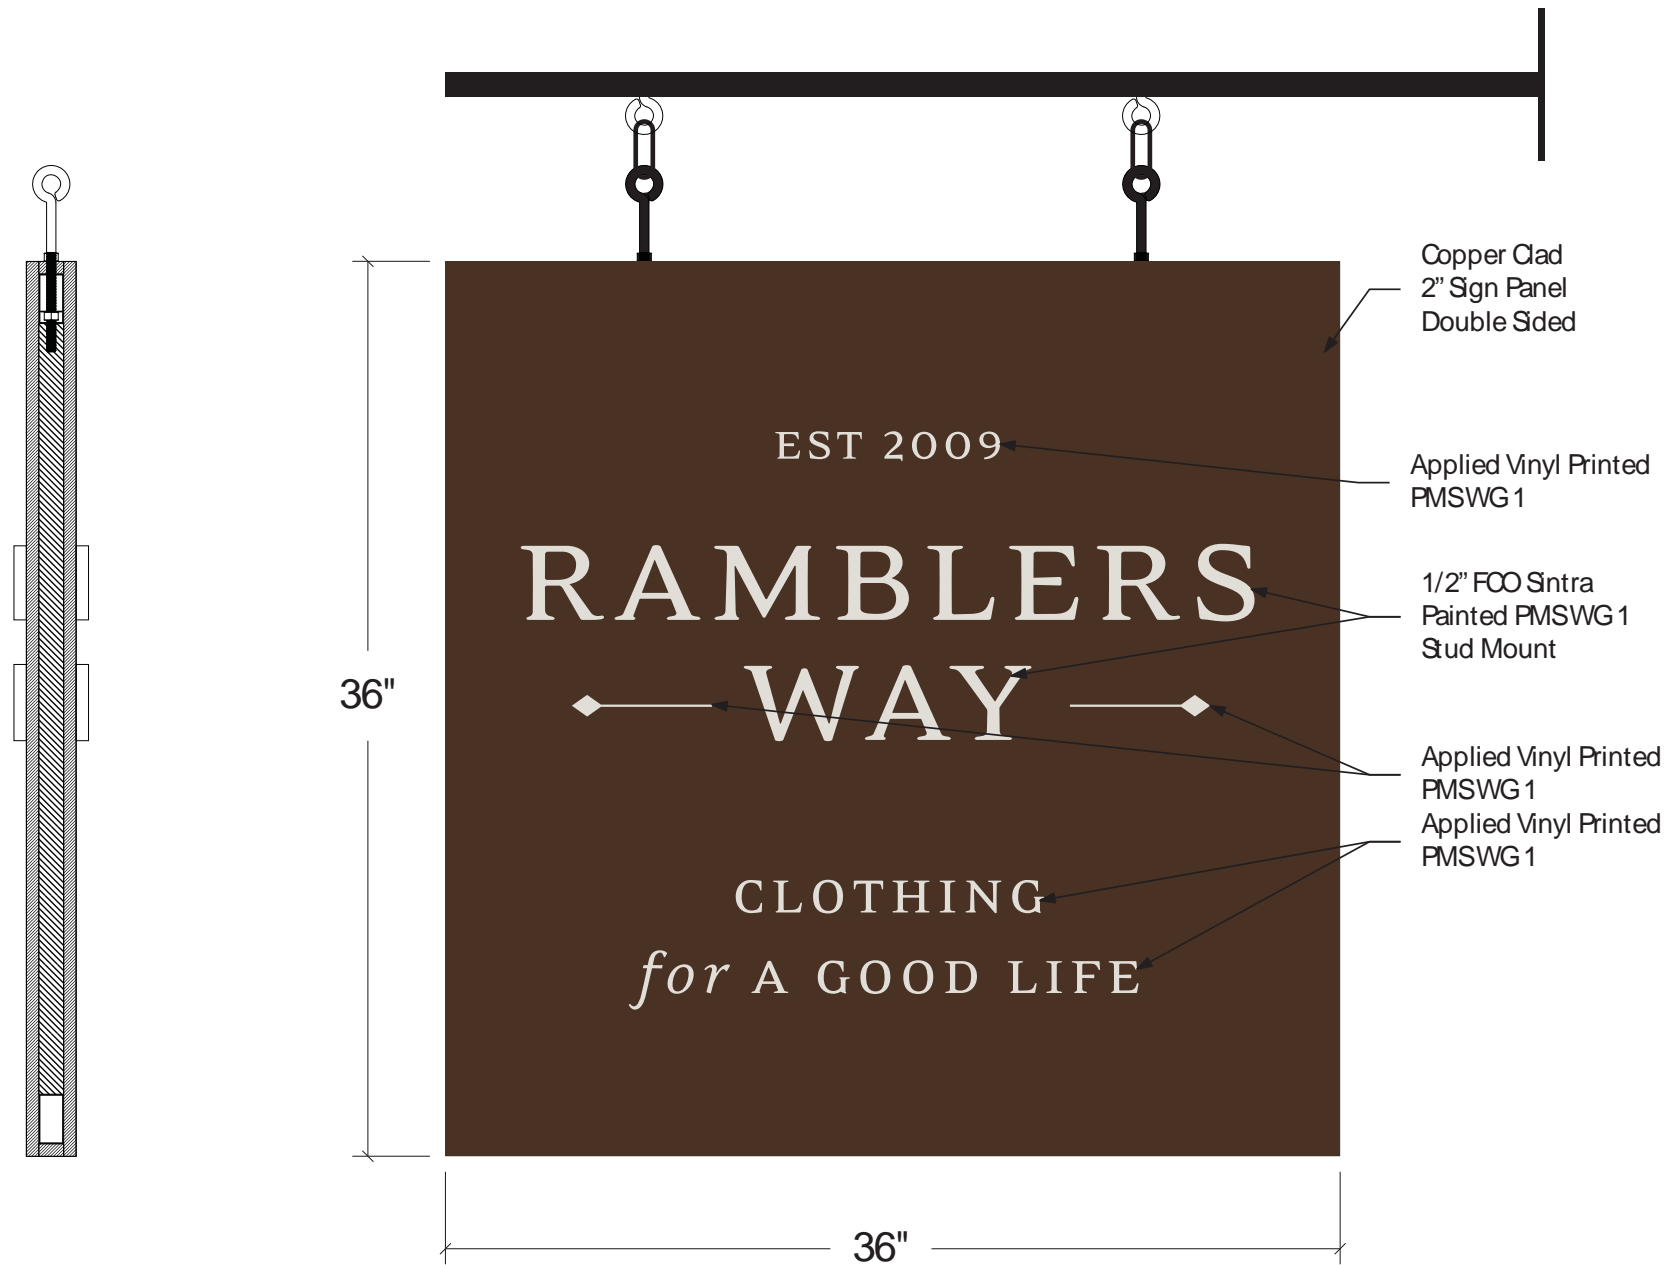 Copper Clad
2” Sign Panel
Double Sided
EST 2009
Applied Vinyl Printed
PMSWG1
RAMBLERS
WAY
1/2” FCO Sintra
Painted PMSWG1
Stud Mount
36"
Applied Vinyl Printed
PMSWG1
Applied Vinyl Printed
PMSWG1
CLOTHING
for A GOOD LIFE
36"